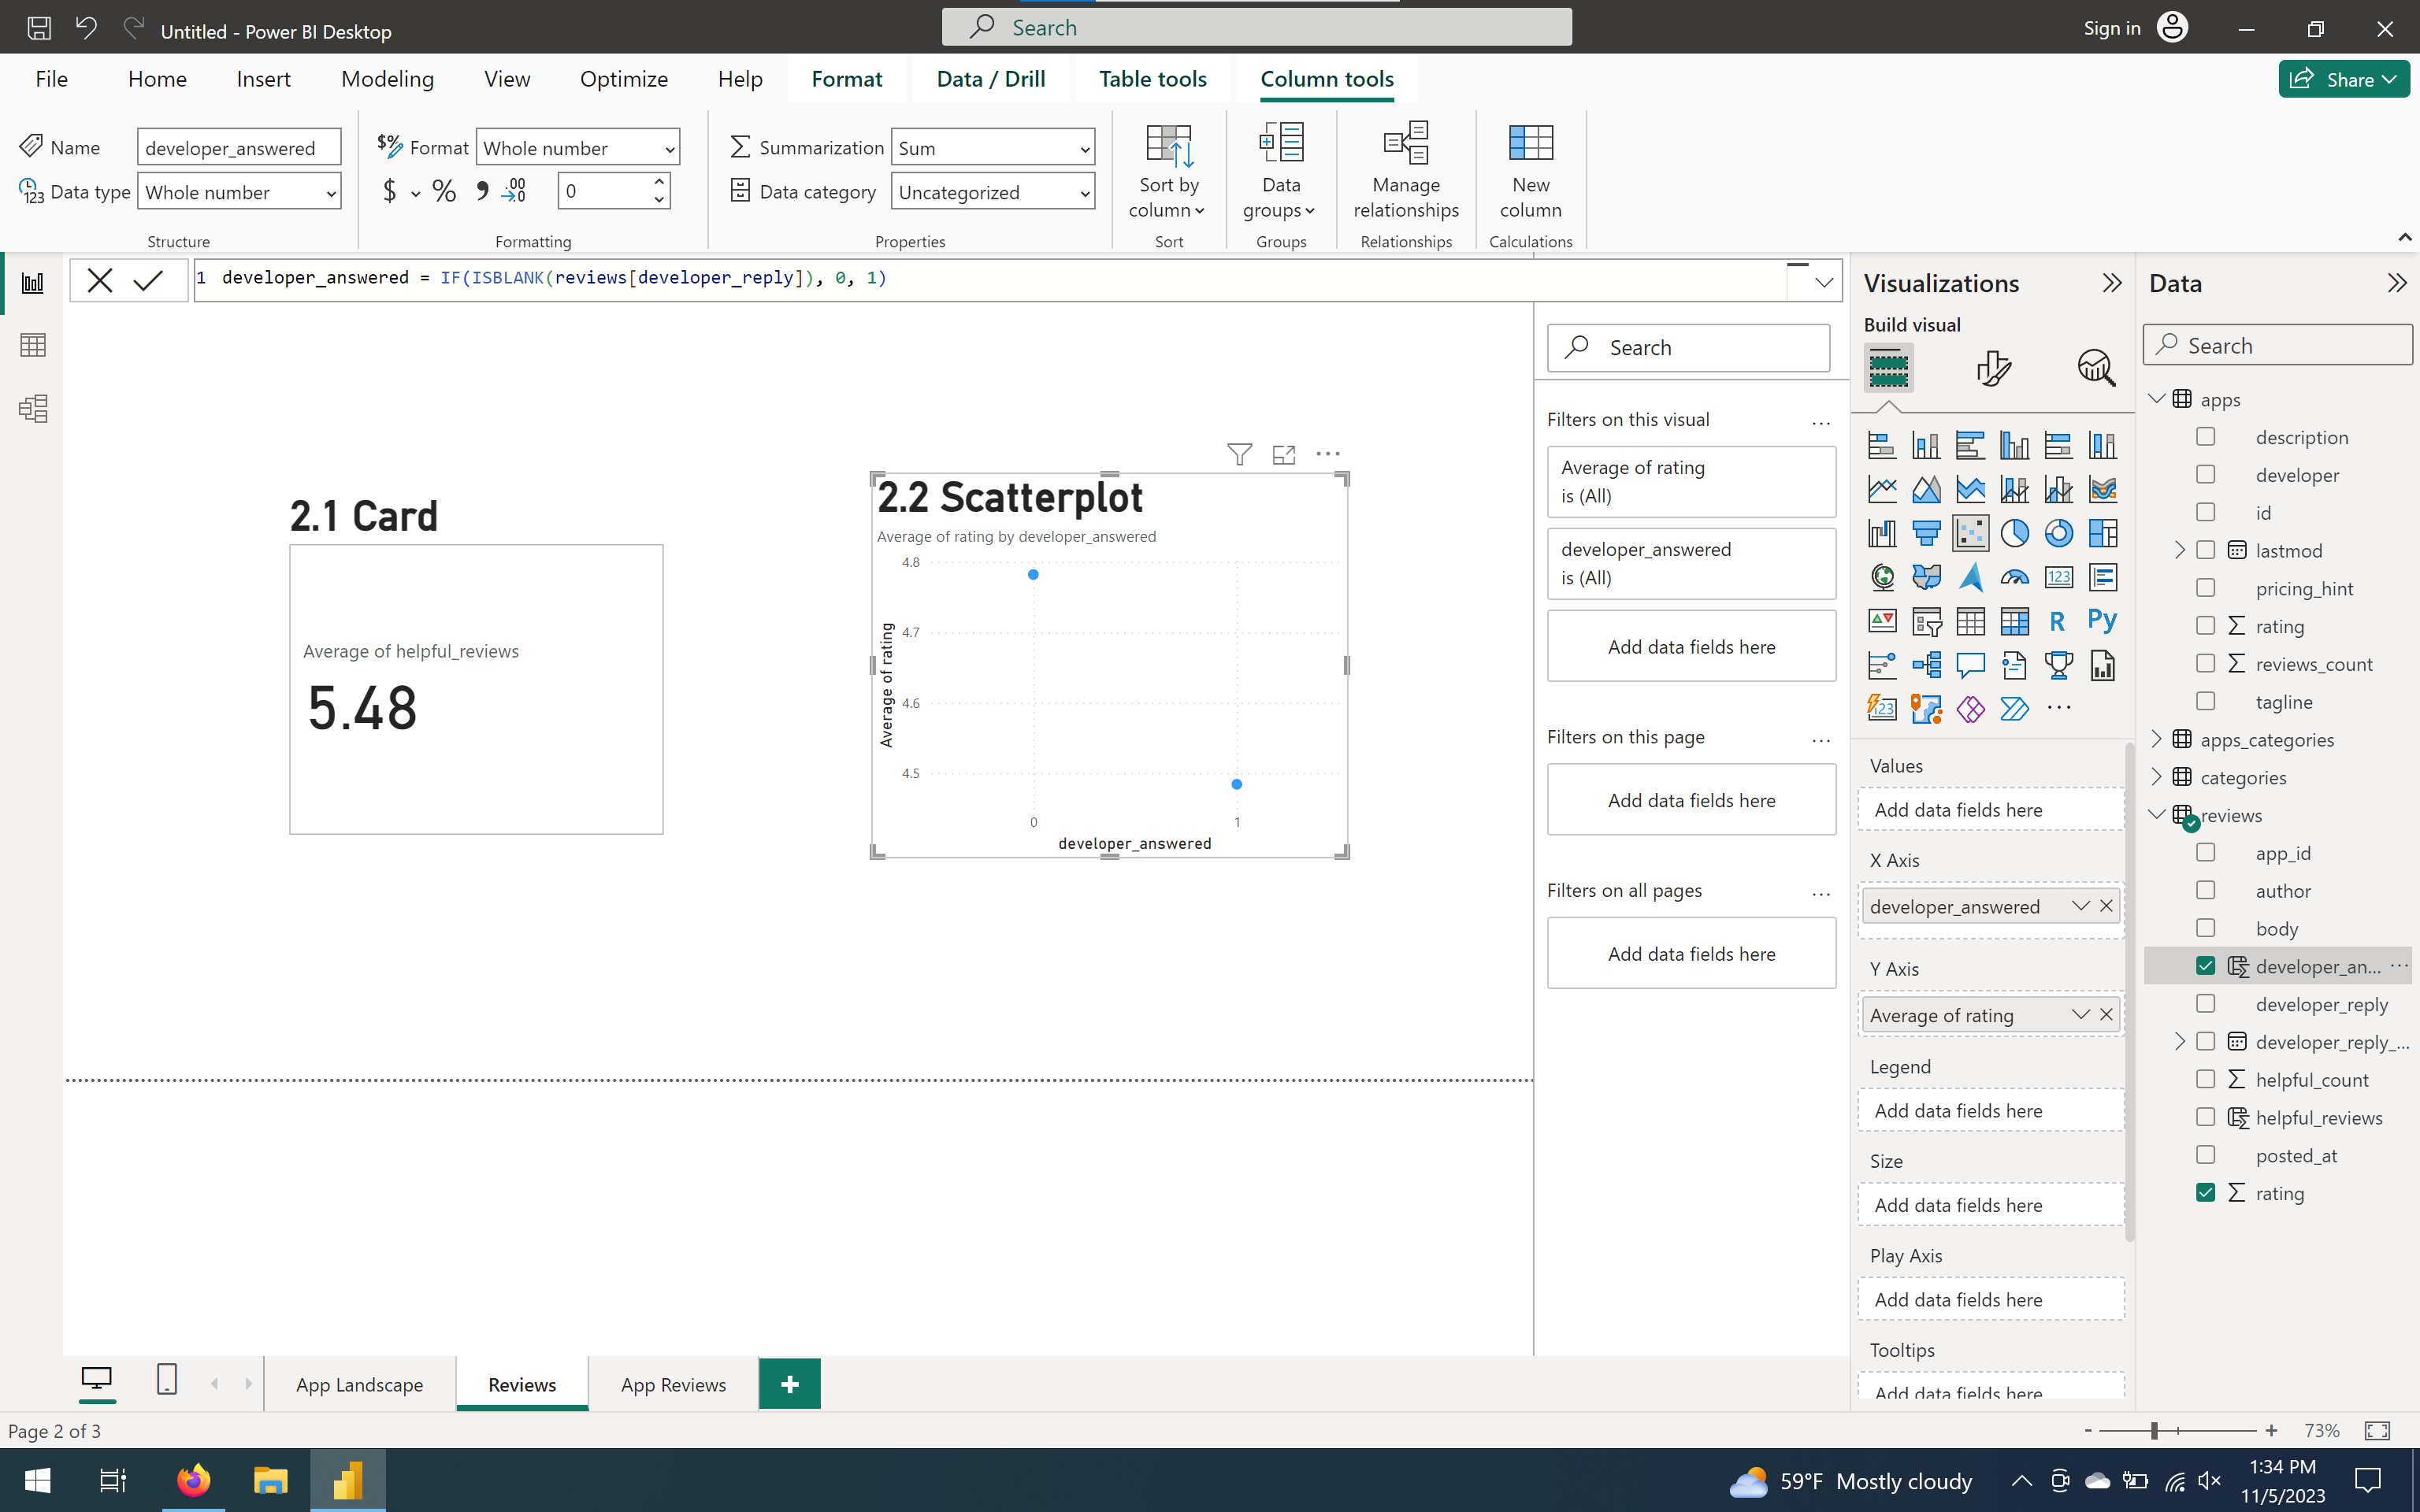 Untitled - Power BI Desktop
Search
Sign in
File
Home
Insert
Modeling
View
Optimize
Help
Format
Data / Drill
Table tools
Column tools
Share
Name
developer_answered
$% Format
Whole number
Summarization
Sum
Data type
Whole number
$
%
0
Data category
Uncategorized
Sort by
column
Data
groups
Manage
relationships
New
column
Structure
Formatting
Properties
Sort
Groups
Relationships
Calculations
1 developer_answered = IF(ISBLANK(reviews[developer_reply]), 0, 1)
2.1 Card
Average of helpful_reviews
5.48
2.2 Scatterplot
Average of rating by developer_answered
4.8
4.7
4.6
4.5
Average of rating
0
1
developer_answered
Search
Filters on this visual
...
Average of rating
is (All)
developer_answered
is (All)
Add data fields here
Filters on this page
...
Add data fields here
Filters on all pages
...
Add data fields here
Visualizations
Build visual
123
R
Py
123
...
Values
Add data fields here
X Axis
developer_answered
Y Axis
Average of rating
Legend
Add data fields here
Size
Add data fields here
Play Axis
Add data fields here
Tooltips
Add data fields here
Data
Search
apps
description
developer
id
lastmod
pricing_hint
rating
reviews_count
tagline
apps_categories
categories
reviews
app_id
author
body
developer_an... ...
developer_reply
developer_reply_...
helpful_count
helpful_reviews
posted_at
rating
App Landscape
Reviews
App Reviews
+
Page 2 of 3
- + 73%
59°F Mostly cloudy
1:34 PM
11/5/2023